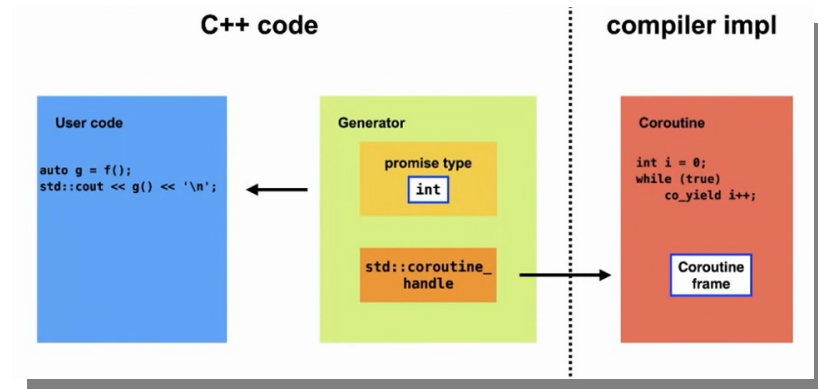 C++ code
compiler impl
User code
auto g = f();
std::cout << g() << '\n';
Generator
promise type
int
std::coroutine_
handle
Coroutine
int i = 0;
while (true)
    co_yield i++;
Coroutine
frame